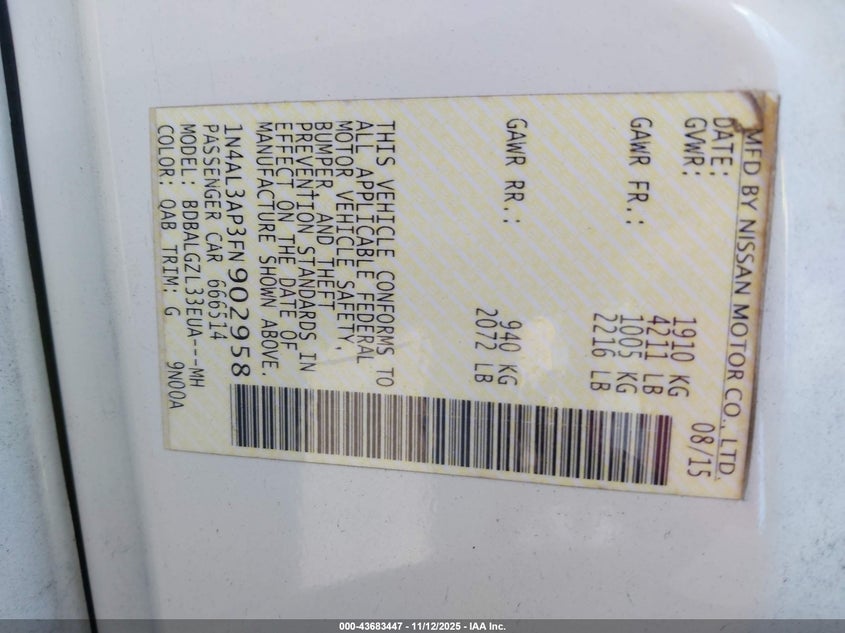 MFD BY NISSAN MOTOR CO., LTD.
DATE: 08/15
GVWR: 1910 KG
4211 LB
GAWR FR.: 1005 KG
2216 LB
GAWR RR.: 940 KG
2072 LB
THIS VEHICLE CONFORMS TO
ALL APPLICABLE FEDERAL
MOTOR VEHICLE SAFETY,
BUMPER, AND THEFT
PREVENTION STANDARDS IN
EFFECT ON THE DATE OF
MANUFACTURE SHOWN ABOVE.
1N4AL3AP3FN902958
PASSENGER CAR 666514
MODEL: BDBALGZL33EUA---MH
COLOR: QAB TRIM: G 9N00A
000-43683447 - 11/12/2025 - IAA Inc.